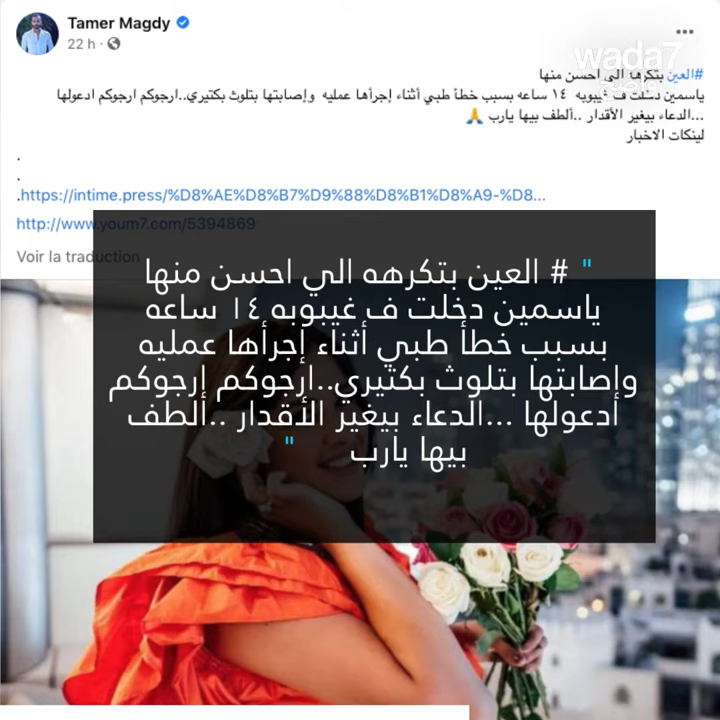 Tamer Magdy
22 h ·
wada7
واضح
#العين بتكرهه الي احسن منها
ياسمين دخلت ف غيبوبه ١٤ ساعه بسبب خطأ طبي أثناء إجرأها عمليه وإصابتها بتلوث بكتيري..ارجوكم ارجوكم ادعولها
...الدعاء بيغير الأقدار ..ألطف بيها يارب 🙏
لينكات الاخبار
.
.
.https://intime.press/%D8%AE%D8%B7%D9%88%D8%B1%D8%A9-%D8...
http://www.youm7.com/5394869
Voir la traduction
" # العين بتكرهه الي احسن منها
ياسمين دخلت ف غيبوبه ١٤ ساعه
بسبب خطأ طبي أثناء إجرأها عمليه
وإصابتها بتلوث بكتيري..ارجوكم إرجوكم
أدعولها ...الدعاء بيغير الأقدار ..ألطف
بيها يارب "